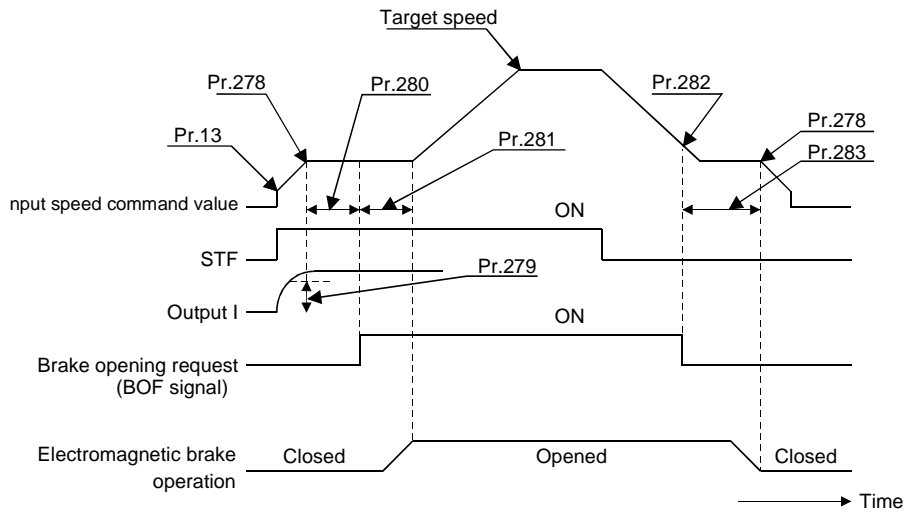 Target speed
Pr.278
Pr.280
Pr.282
Pr.13
Pr.281
Pr.278
Pr.283
nput speed command value
ON
STF
Pr.279
Output I
ON
Brake opening request
(BOF signal)
Electromagnetic brake
operation
Closed
Opened
Closed
Time